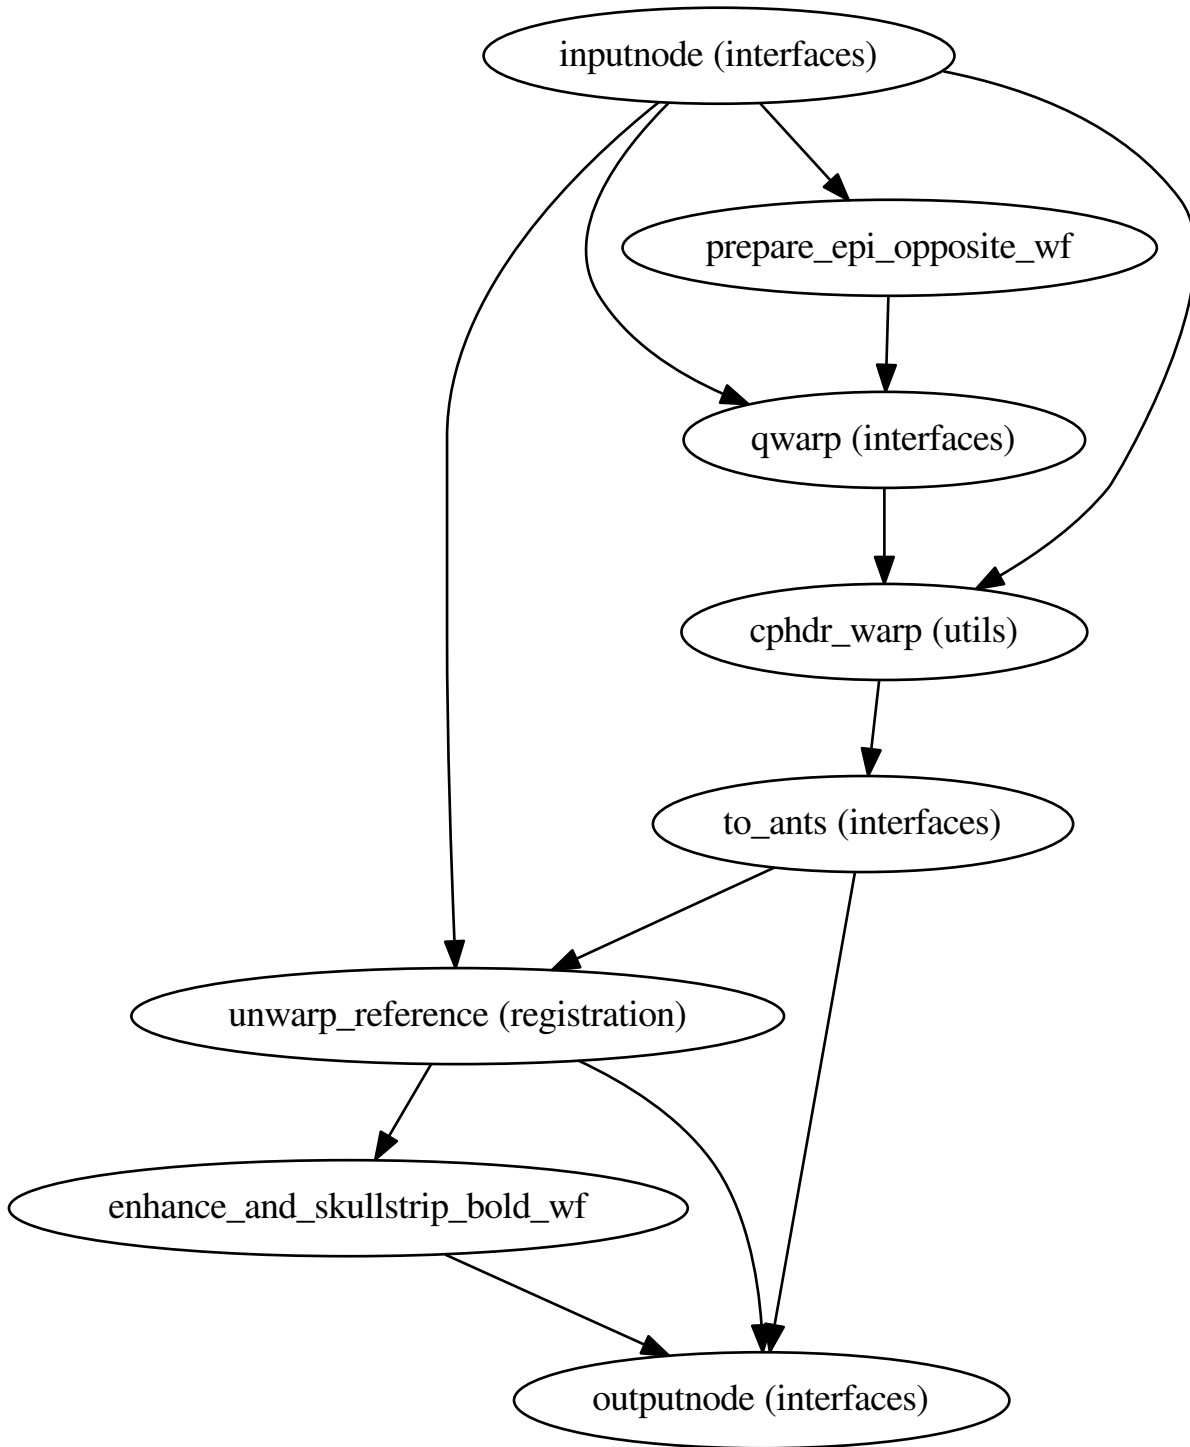 inputnode (interfaces)
prepare_epi_opposite_wf
qwarp (interfaces)
cphdr_warp (utils)
to_ants (interfaces)
unwarp_reference (registration)
enhance_and_skullstrip_bold_wf
outputnode (interfaces)